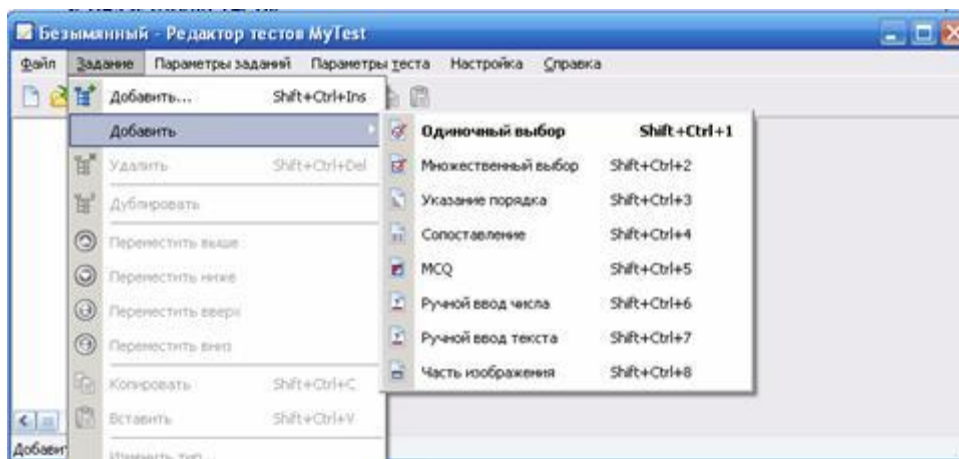 Безымянный - Редактор тестов MyTest
Файл Задание Параметры заданий Параметры теста Настройка Справка
Добавить... Shift+Ctrl+Ins
Добавить
Одиночный выбор Shift+Ctrl+1
Удалить Shift+Ctrl+Del
Множественный выбор Shift+Ctrl+2
Дублировать
Указание порядка Shift+Ctrl+3
Переместить выше
Сопоставление Shift+Ctrl+4
Переместить ниже
MCQ Shift+Ctrl+5
Переместить вверх
Ручной ввод числа Shift+Ctrl+6
Переместить вниз
Ручной ввод текста Shift+Ctrl+7
Копировать Shift+Ctrl+C
Часть изображения Shift+Ctrl+8
Вставить Shift+Ctrl+V
Изменить тип...
Добавит